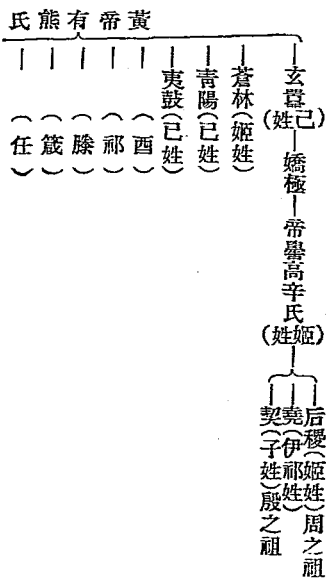 黃帝有熊氏
玄囂(己姓)
嬌極
帝嚳高辛氏(姬姓)
后稷(姬姓)周之祖
堯(伊祁姓)
契(子姓)殷之祖
蒼林(姬姓)
青陽(己姓)
夷鼓(己姓)
(酉)
(祁)
(滕)
(箴)
(任)